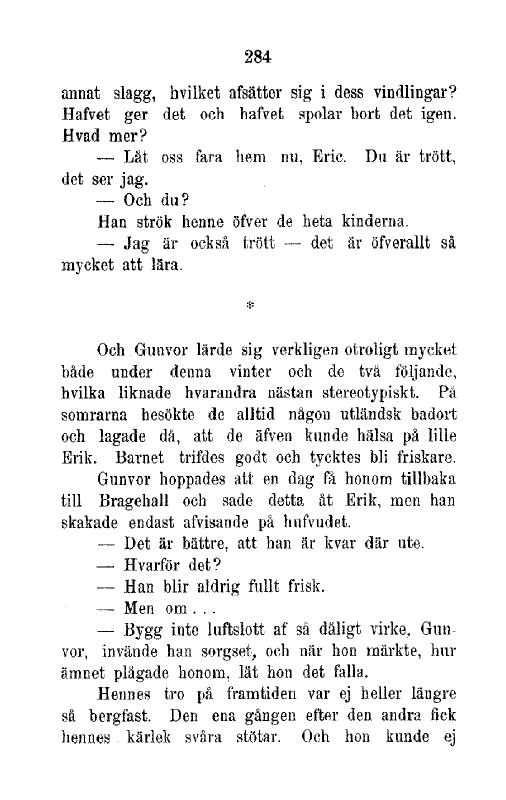 284
annat slagg, hvilket afsätter sig i dess vindlingar?
Hafvet ger det och hafvet spolar bort det igen.
Hvad mer?
— Låt oss fara hem nu, Eric. Du är trött,
det ser jag.
— Och du?
Han strök henne öfver de heta kinderna.
— Jag är också trött — det är öfverallt så
mycket att lära.
*
Och Gunvor lärde sig verkligen otroligt mycket
både under denna vinter och de två följande,
hvilka liknade hvarandra nästan stereotypiskt. På
somrarna besökte de alltid någon utländsk badort
och lagade då, att de äfven kunde hälsa på lille
Erik. Barnet trifdes godt och tycktes bli friskare.
Gunvor hoppades att en dag få honom tillbaka
till Bragehall och sade detta åt Erik, men han
skakade endast afvisande på hufvudet.
— Det är bättre, att han är kvar där ute.
— Hvarför det?
— Han blir aldrig fullt frisk.
— Men om . . .
— Bygg inte luftslott af så dåligt virke, Gun-
vor, invände han sorgset, och när hon märkte, hur
ämnet plågade honom, lät hon det falla.
Hennes tro på framtiden var ej heller längre
så bergfast. Den ena gången efter den andra fick
hennes kärlek svåra stötar. Och hon kunde ej